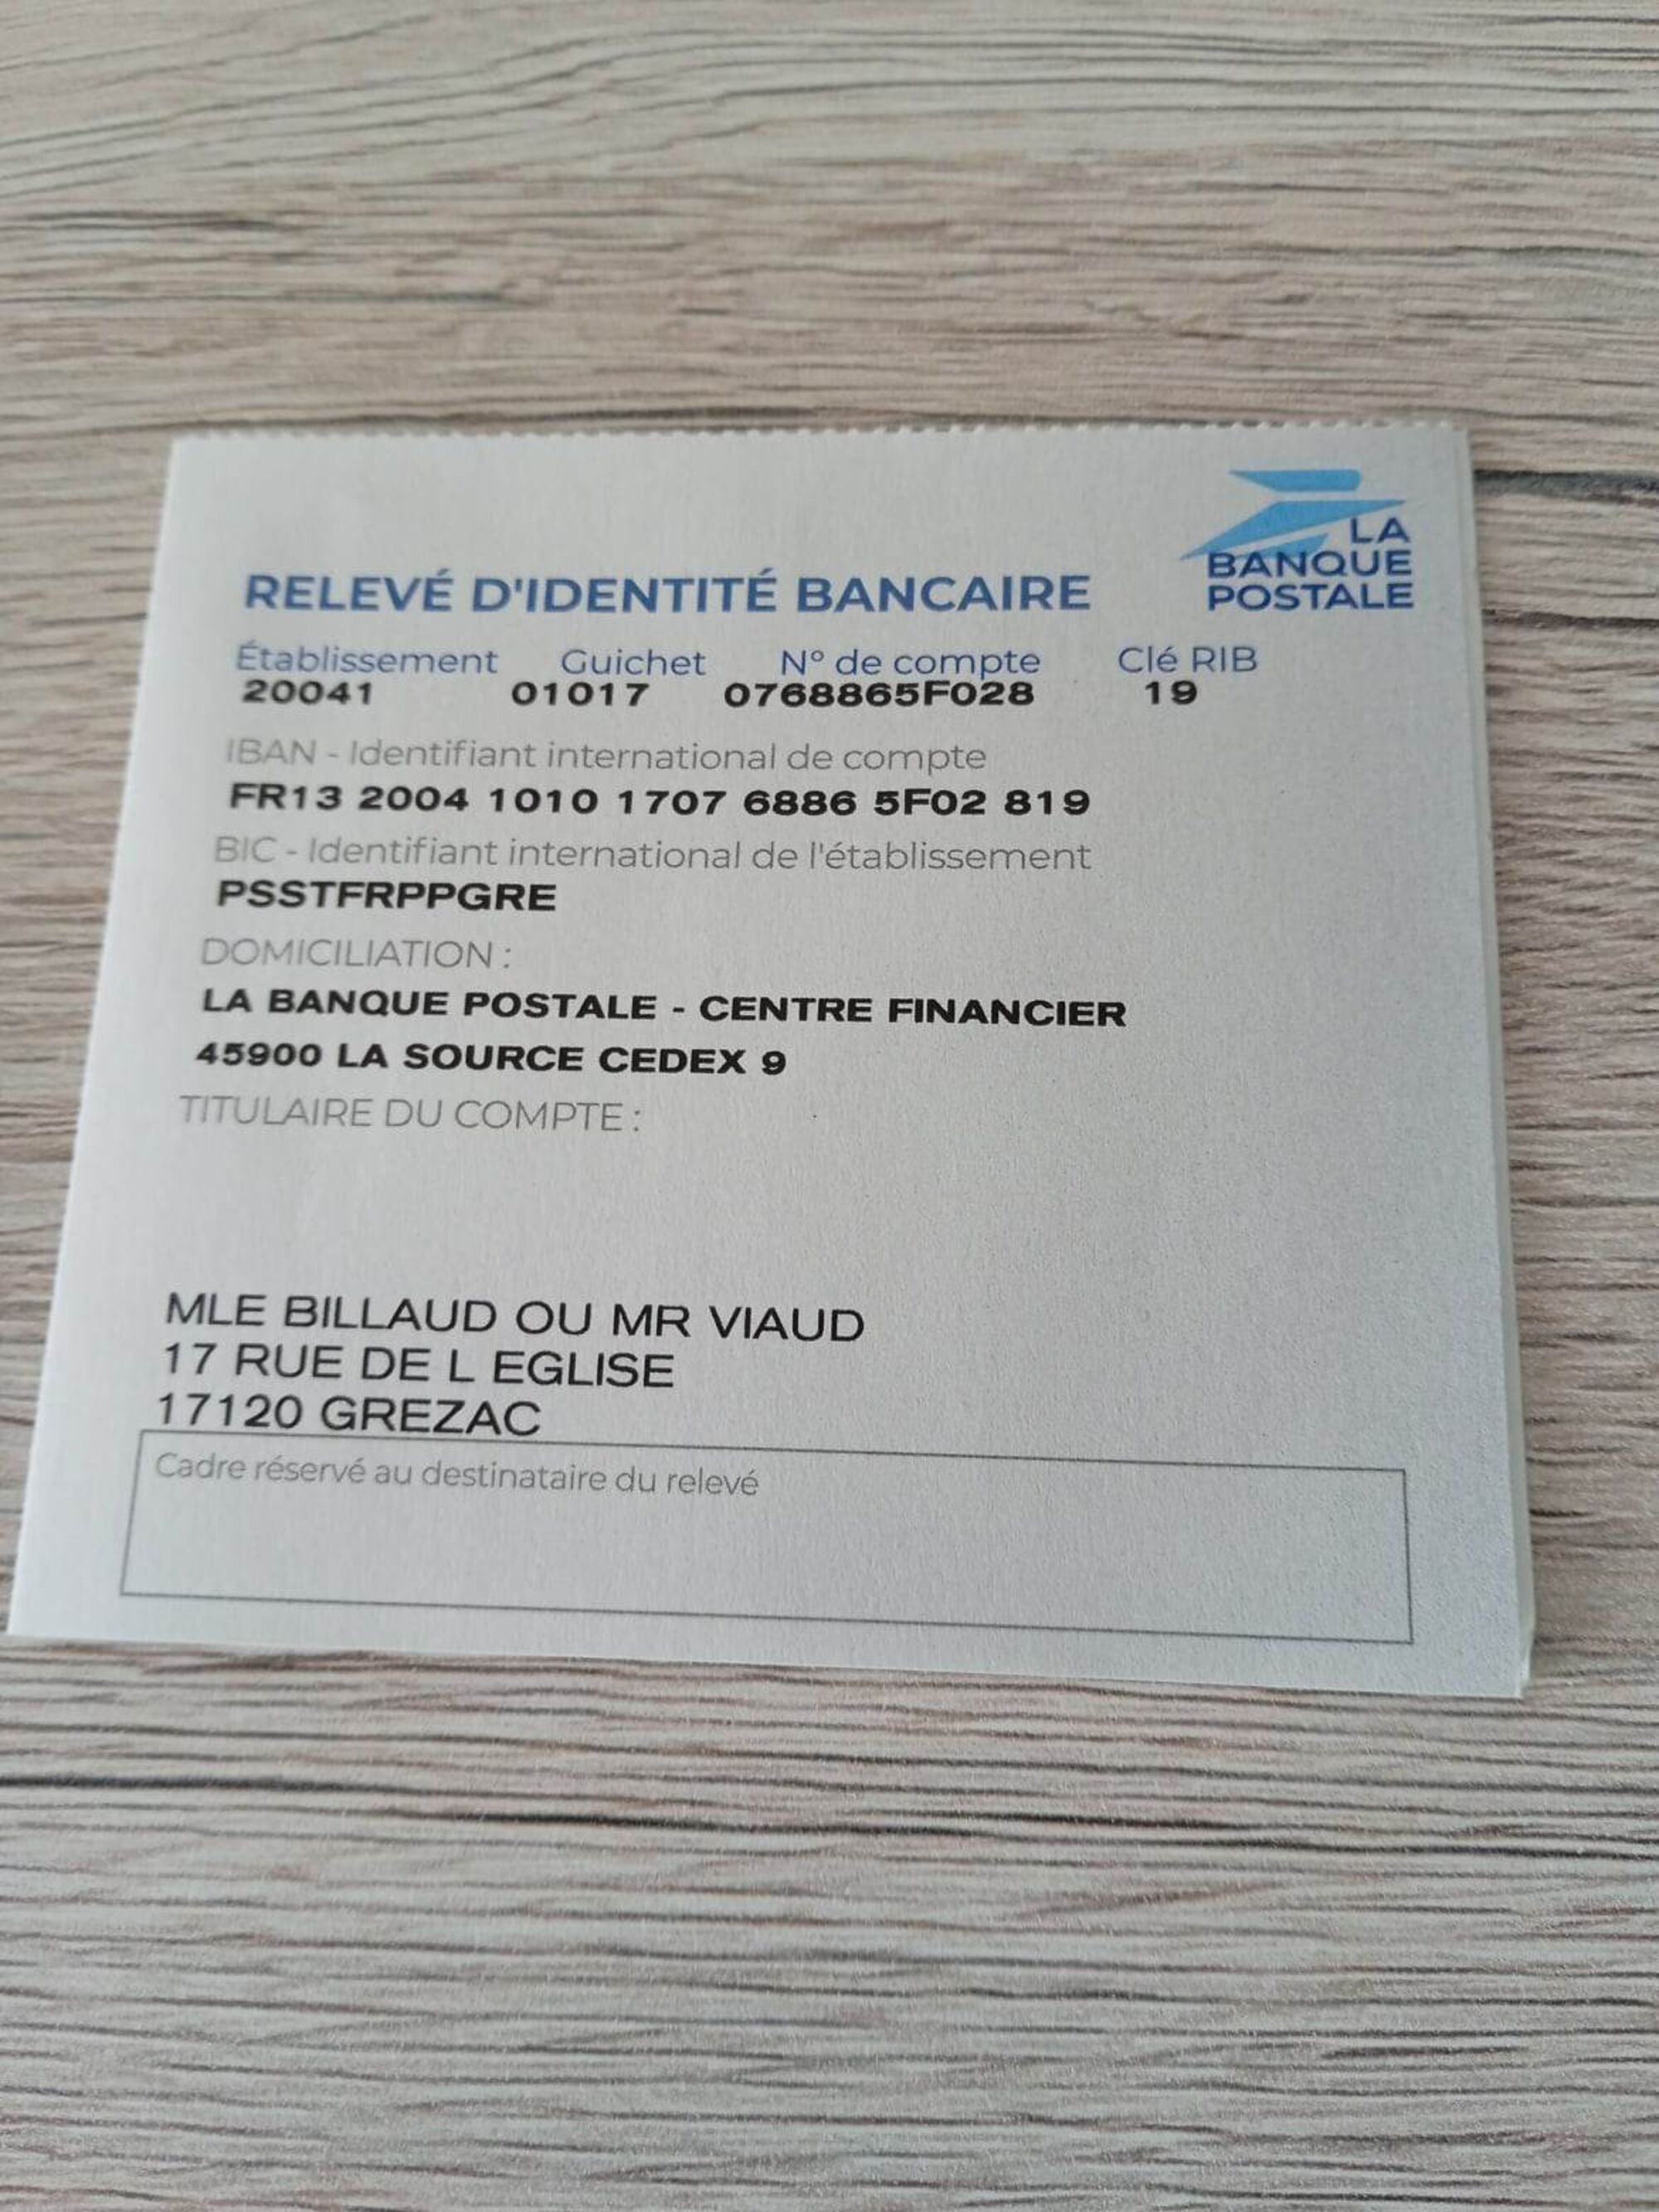 LA
BANQUE
POSTALE
RELEVÉ D'IDENTITÉ BANCAIRE
Établissement Guichet N° de compte Clé RIB
20041 01017 0768865F028 19
IBAN - Identifiant international de compte
FR13 2004 1010 1707 6886 5F02 819
BIC - Identifiant international de l'établissement
PSSTFRPPGRE
DOMICILIATION :
LA BANQUE POSTALE - CENTRE FINANCIER
45900 LA SOURCE CEDEX 9
TITULAIRE DU COMPTE :
MLE BILLAUD OU MR VIAUD
17 RUE DE L EGLISE
17120 GREZAC
Cadre réservé au destinataire du relevé